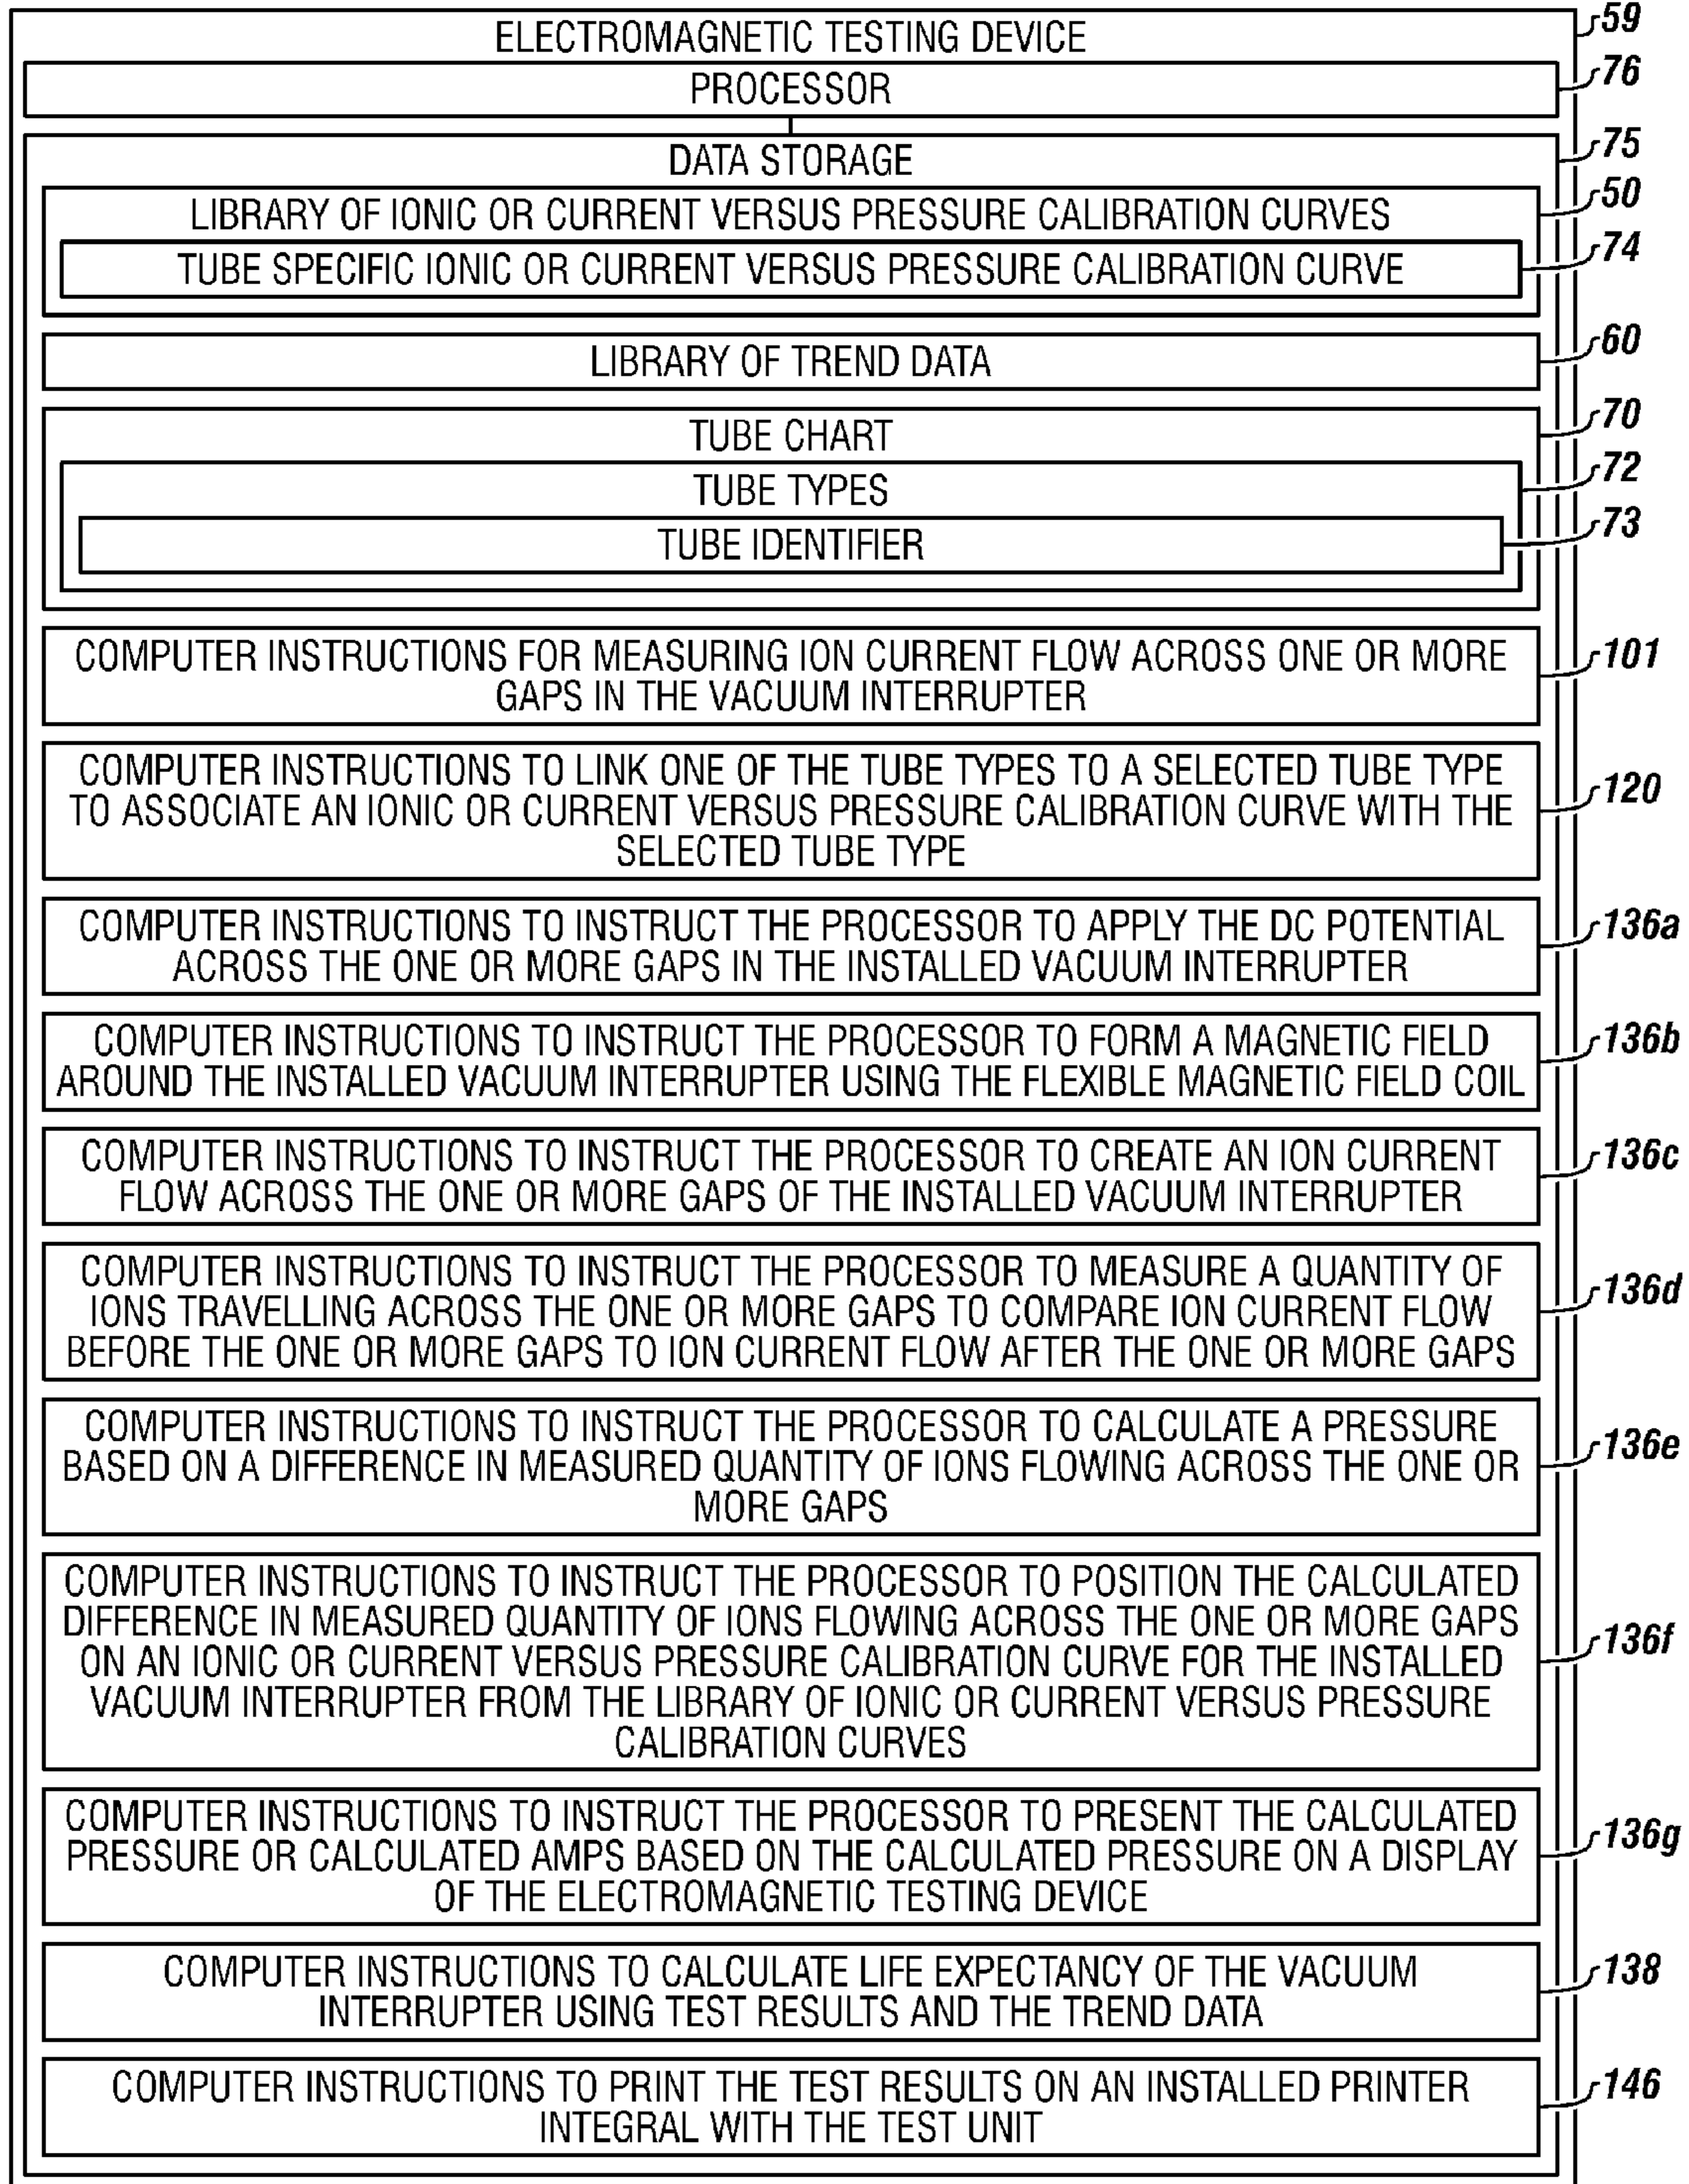 ELECTROMAGNETIC TESTING DEVICE
59
PROCESSOR
76
DATA STORAGE
75
LIBRARY OF IONIC OR CURRENT VERSUS PRESSURE CALIBRATION CURVES
50
TUBE SPECIFIC IONIC OR CURRENT VERSUS PRESSURE CALIBRATION CURVE
74
LIBRARY OF TREND DATA
60
TUBE CHART
70
TUBE TYPES
72
TUBE IDENTIFIER
73
COMPUTER INSTRUCTIONS FOR MEASURING ION CURRENT FLOW ACROSS ONE OR MORE
GAPS IN THE VACUUM INTERRUPTER
101
COMPUTER INSTRUCTIONS TO LINK ONE OF THE TUBE TYPES TO A SELECTED TUBE TYPE
TO ASSOCIATE AN IONIC OR CURRENT VERSUS PRESSURE CALIBRATION CURVE WITH THE
SELECTED TUBE TYPE
120
COMPUTER INSTRUCTIONS TO INSTRUCT THE PROCESSOR TO APPLY THE DC POTENTIAL
ACROSS THE ONE OR MORE GAPS IN THE INSTALLED VACUUM INTERRUPTER
136a
COMPUTER INSTRUCTIONS TO INSTRUCT THE PROCESSOR TO FORM A MAGNETIC FIELD
AROUND THE INSTALLED VACUUM INTERRUPTER USING THE FLEXIBLE MAGNETIC FIELD COIL
136b
COMPUTER INSTRUCTIONS TO INSTRUCT THE PROCESSOR TO CREATE AN ION CURRENT
FLOW ACROSS THE ONE OR MORE GAPS OF THE INSTALLED VACUUM INTERRUPTER
136c
COMPUTER INSTRUCTIONS TO INSTRUCT THE PROCESSOR TO MEASURE A QUANTITY OF
IONS TRAVELLING ACROSS THE ONE OR MORE GAPS TO COMPARE ION CURRENT FLOW
BEFORE THE ONE OR MORE GAPS TO ION CURRENT FLOW AFTER THE ONE OR MORE GAPS
136d
COMPUTER INSTRUCTIONS TO INSTRUCT THE PROCESSOR TO CALCULATE A PRESSURE
BASED ON A DIFFERENCE IN MEASURED QUANTITY OF IONS FLOWING ACROSS THE ONE OR
MORE GAPS
136e
COMPUTER INSTRUCTIONS TO INSTRUCT THE PROCESSOR TO POSITION THE CALCULATED
DIFFERENCE IN MEASURED QUANTITY OF IONS FLOWING ACROSS THE ONE OR MORE GAPS
ON AN IONIC OR CURRENT VERSUS PRESSURE CALIBRATION CURVE FOR THE INSTALLED
VACUUM INTERRUPTER FROM THE LIBRARY OF IONIC OR CURRENT VERSUS PRESSURE
CALIBRATION CURVES
136f
COMPUTER INSTRUCTIONS TO INSTRUCT THE PROCESSOR TO PRESENT THE CALCULATED
PRESSURE OR CALCULATED AMPS BASED ON THE CALCULATED PRESSURE ON A DISPLAY
OF THE ELECTROMAGNETIC TESTING DEVICE
136g
COMPUTER INSTRUCTIONS TO CALCULATE LIFE EXPECTANCY OF THE VACUUM
INTERRUPTER USING TEST RESULTS AND THE TREND DATA
138
COMPUTER INSTRUCTIONS TO PRINT THE TEST RESULTS ON AN INSTALLED PRINTER
INTEGRAL WITH THE TEST UNIT
146